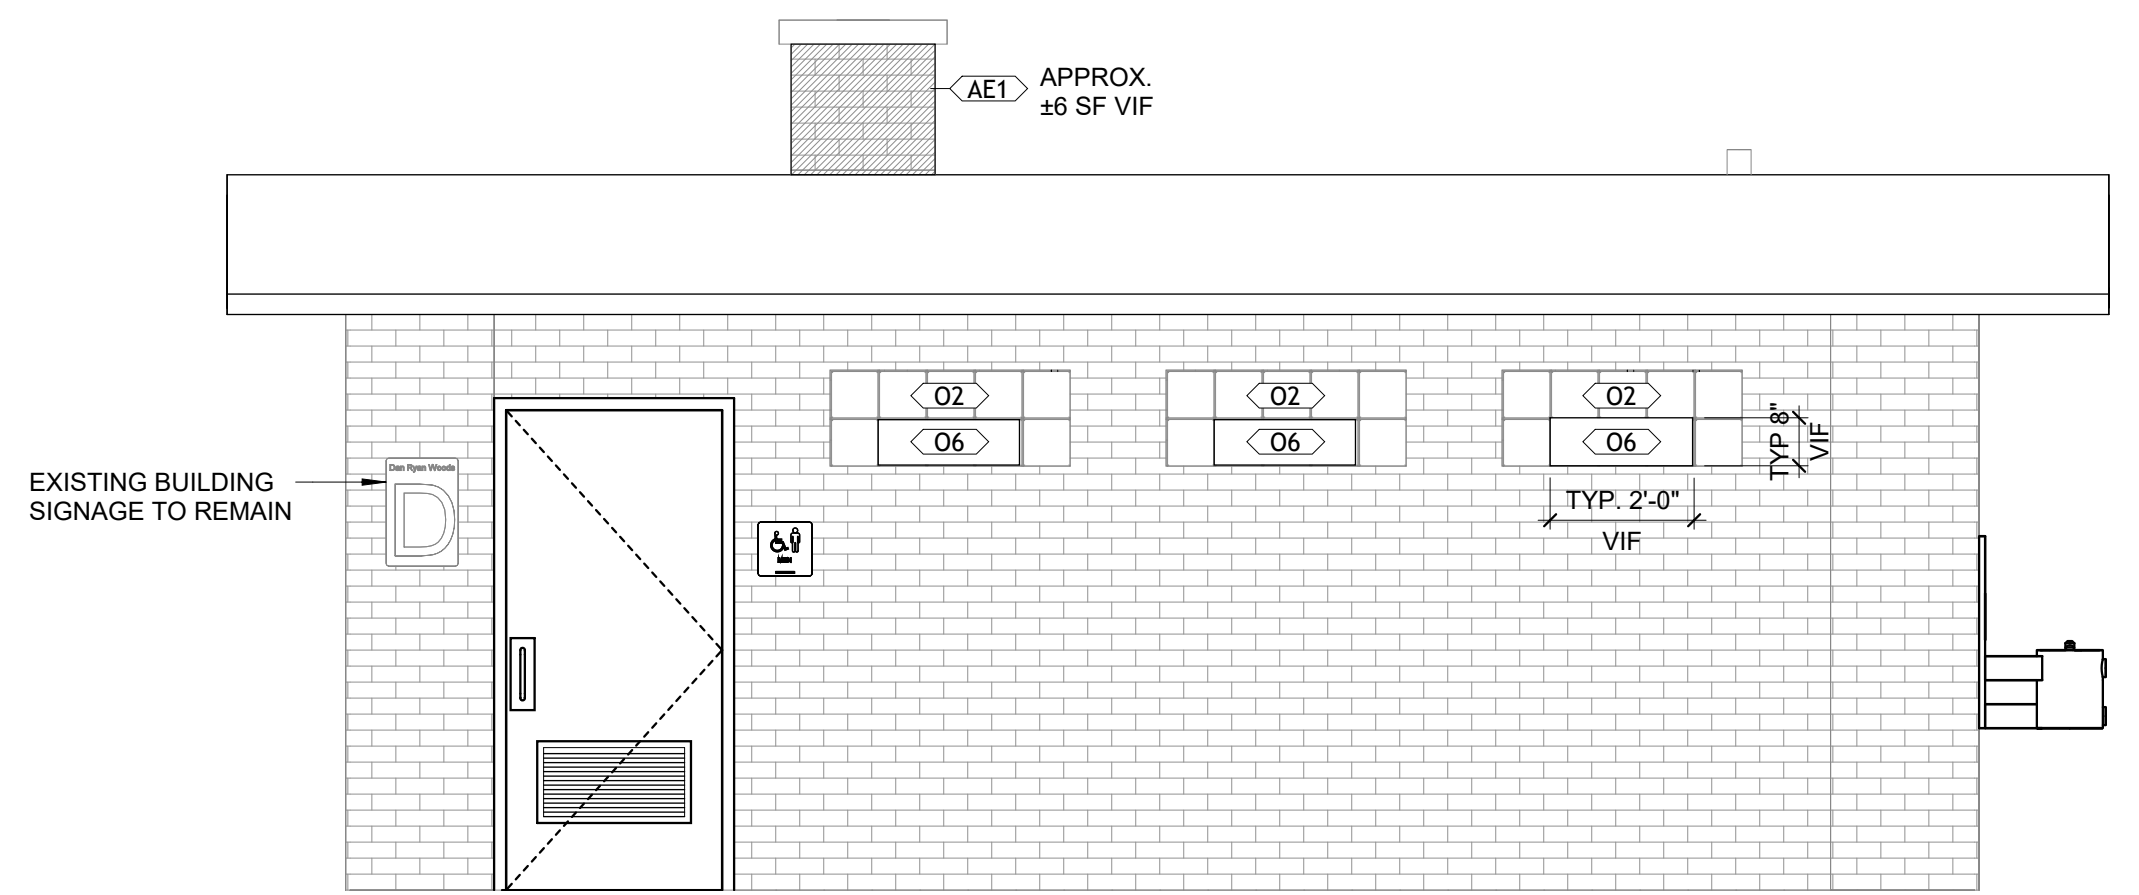 AE1
APPROX.
±6 SF VIF
O2
O2
O2
O6
O6
O6
TYP 8"
VIF
TYP. 2'-0"
VIF
EXISTING BUILDING
SIGNAGE TO REMAIN
Dan Ryan Woods
D
Men